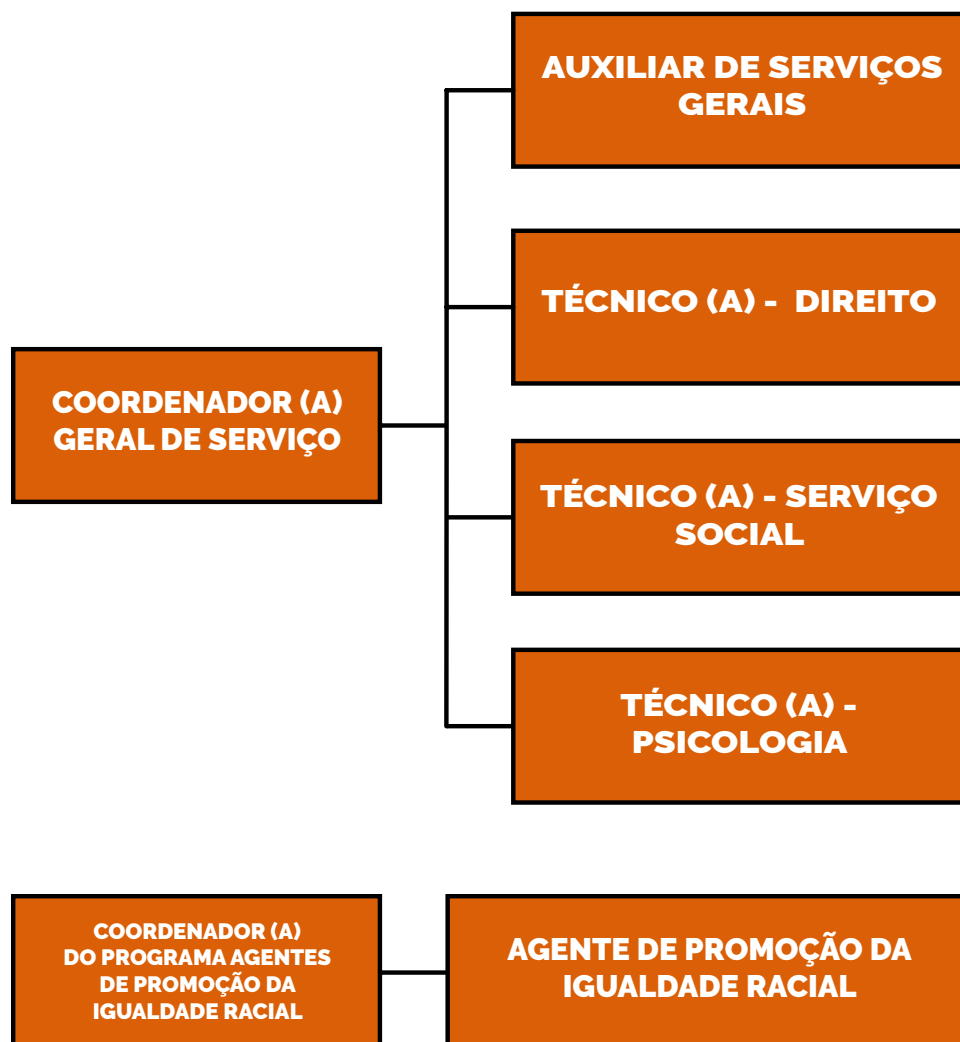 AUXILIAR DE SERVIÇOS
GERAIS
TÉCNICO (A) - DIREITO
COORDENADOR (A)
GERAL DE SERVIÇO
TÉCNICO (A) - SERVIÇO
SOCIAL
TÉCNICO (A) -
PSICOLOGIA
COORDENADOR (A)
DO PROGRAMA AGENTES
DE PROMOÇÃO DA
IGUALDADE RACIAL
AGENTE DE PROMOÇÃO DA
IGUALDADE RACIAL